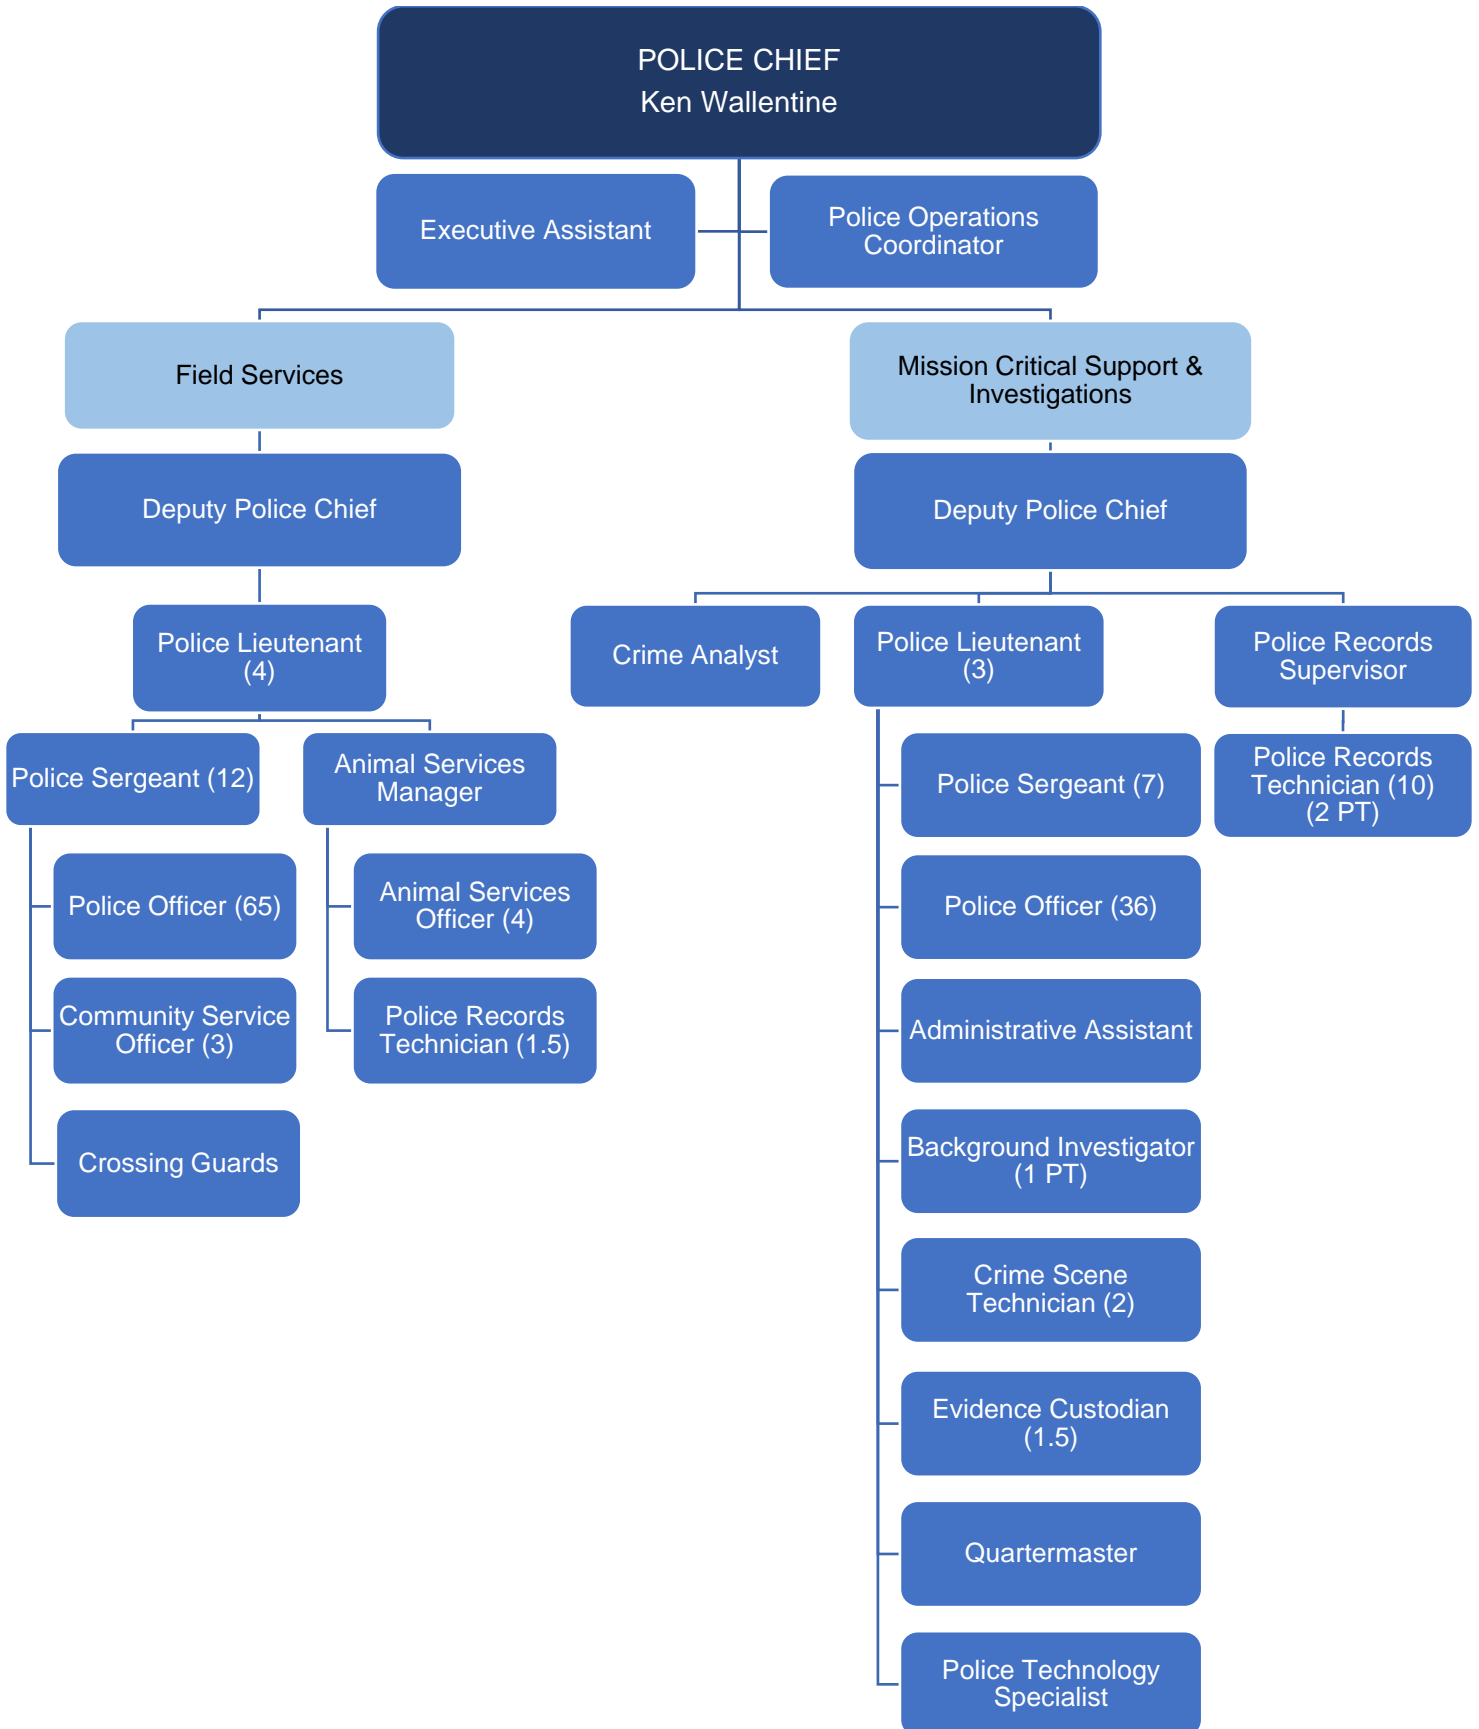 POLICE CHIEF
Ken Wallentine
Executive Assistant
Police Operations
Coordinator
Field Services
Mission Critical Support &
Investigations
Deputy Police Chief
Deputy Police Chief
Police Lieutenant
(4)
Crime Analyst
Police Lieutenant
(3)
Police Records
Supervisor
Police Sergeant (12)
Animal Services
Manager
Police Sergeant (7)
Police Records
Technician (10)
(2 PT)
Police Officer (65)
Animal Services
Officer (4)
Police Officer (36)
Community Service
Officer (3)
Police Records
Technician (1.5)
Administrative Assistant
Crossing Guards
Background Investigator
(1 PT)
Crime Scene
Technician (2)
Evidence Custodian
(1.5)
Quartermaster
Police Technology
Specialist